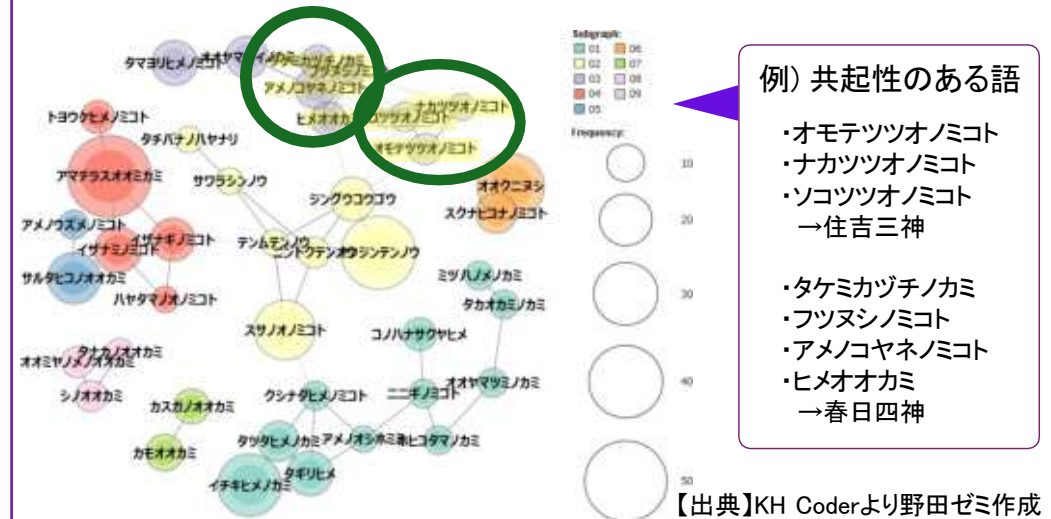 タマヨリヒメノミコト
アメノコヤネノミコト
ナカツツオノミコト
オモテツツオノミコト
トヨウケヒメノミコト
タチバナノハヤナリ
サワラシンノウ
アマテラスオオミカミ
シングウコウゴウ
オオクニヌシ
スクナヒコナノミコト
アメノウズメノミコト
イザナギノミコト
イザナミノミコト
テンムテンノウ
サルタヒコノオオカミ
ハヤタマノオノミコト
ミヅハノメノカミ
タカオカミノカミ
スサノオノミコト
コノハナサクヤヒメ
タナカノオオカミ
シノオオカミ
カスガノオオカミ
クシナダヒメノミコト
ニニギノミコト
オオヤマツミノカミ
カモオオカミ
タツタヒメノカミ
タギリヒメ
イチキヒメノカミ
Subgraph:
01 06
02 07
03 08
04 09
05
Frequency:
10
20
30
40
50
例) 共起性のある語
・オモテツツオノミコト
・ナカツツオノミコト
・ソコツツオノミコト
→住吉三神
・タケミカヅチノカミ
・フツヌシノミコト
・アメノコヤネノミコト
・ヒメオオカミ
→春日四神
【出典】KH Coderより野田ゼミ作成